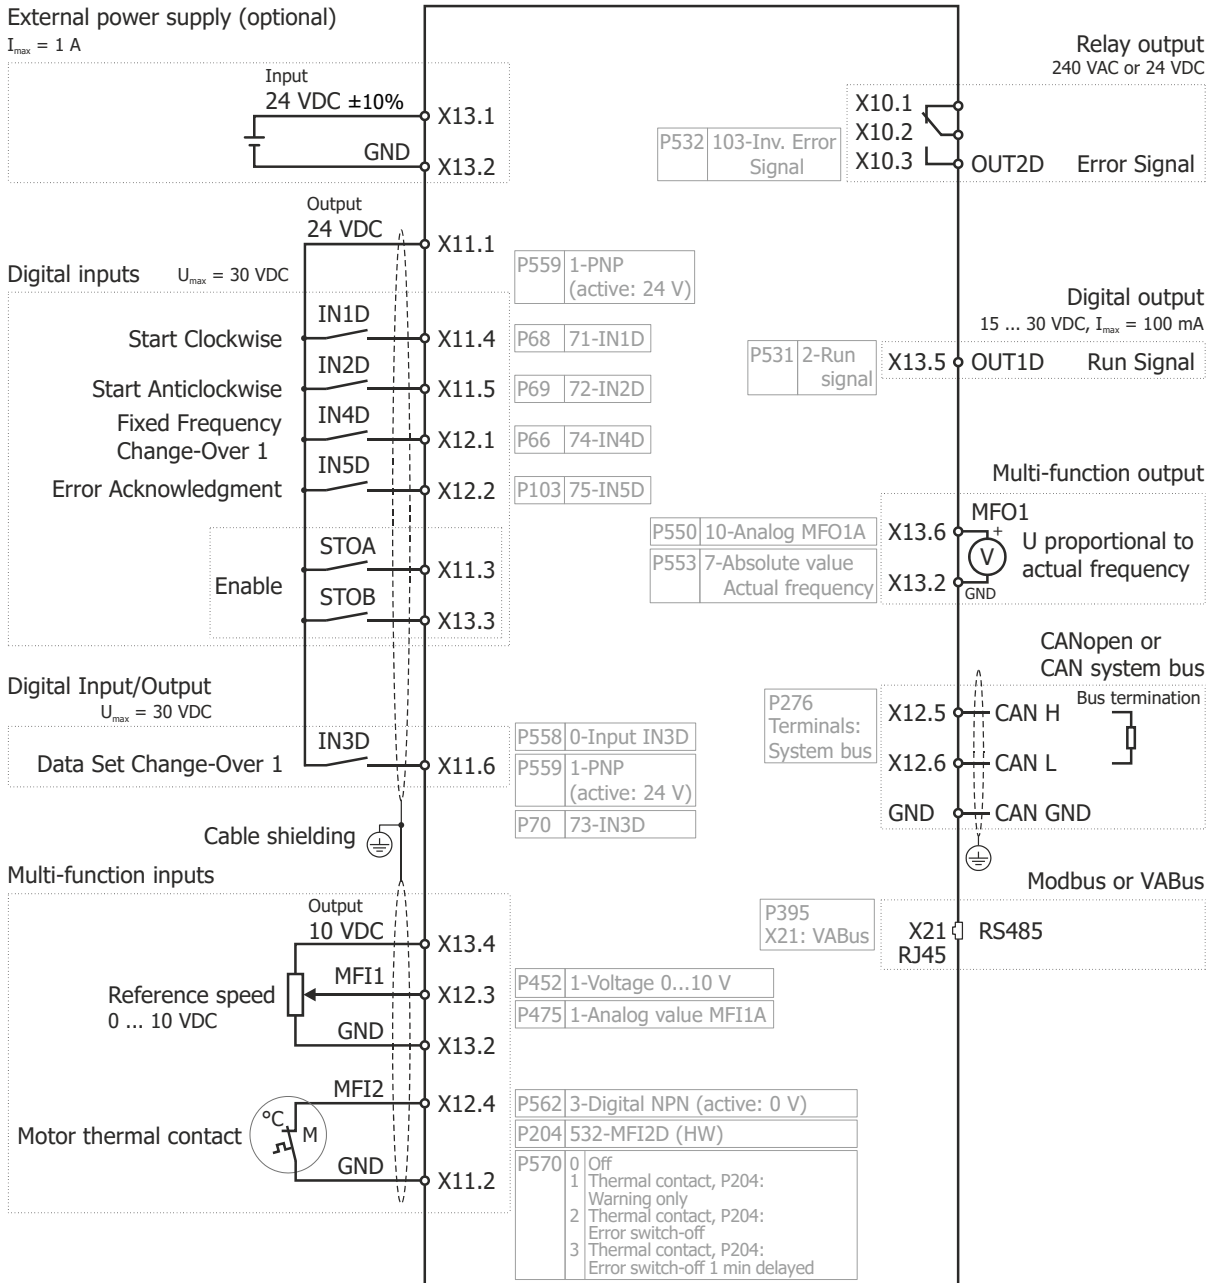 External power supply (optional)
Imax = 1 A
Input
24 VDC ±10%
X13.1
GND
X13.2
Output
24 VDC
X11.1
P559 1-PNP
(active: 24 V)
Digital inputs Umax = 30 VDC
Start Clockwise IN1D X11.4 P68 71-IN1D
Start Anticlockwise IN2D X11.5 P69 72-IN2D
Fixed Frequency
Change-Over 1 IN4D X12.1 P66 74-IN4D
Error Acknowledgment IN5D X12.2 P103 75-IN5D
Enable
STOA X11.3
STOB X13.3
Digital Input/Output
Umax = 30 VDC
Data Set Change-Over 1 IN3D X11.6
P558 0-Input IN3D
P559 1-PNP
(active: 24 V)
P70 73-IN3D
Cable shielding
Multi-function inputs
Output
10 VDC X13.4
Reference speed
0 ... 10 VDC
MFI1 X12.3
P452 1-Voltage 0...10 V
P475 1-Analog value MFI1A
GND X13.2
MFI2 X12.4
Motor thermal contact °C M
GND X11.2
P562 3-Digital NPN (active: 0 V)
P204 532-MFI2D (HW)
P570 0 Off
1 Thermal contact, P204:
Warning only
2 Thermal contact, P204:
Error switch-off
3 Thermal contact, P204:
Error switch-off 1 min delayed
Relay output
240 VAC or 24 VDC
P532 103-Inv. Error
Signal
X10.1
X10.2
X10.3 OUT2D Error Signal
Digital output
15 ... 30 VDC, Imax = 100 mA
P531 2-Run
signal
X13.5 OUT1D Run Signal
Multi-function output
P550 10-Analog MFO1A
P553 7-Absolute value
Actual frequency
MFO1
X13.6 +
V U proportional to
actual frequency
X13.2 GND
CANopen or
CAN system bus
P276
Terminals:
System bus
Bus termination
X12.5 CAN H
X12.6 CAN L
GND CAN GND
Modbus or VABus
P395
X21: VABus
X21 RS485
RJ45